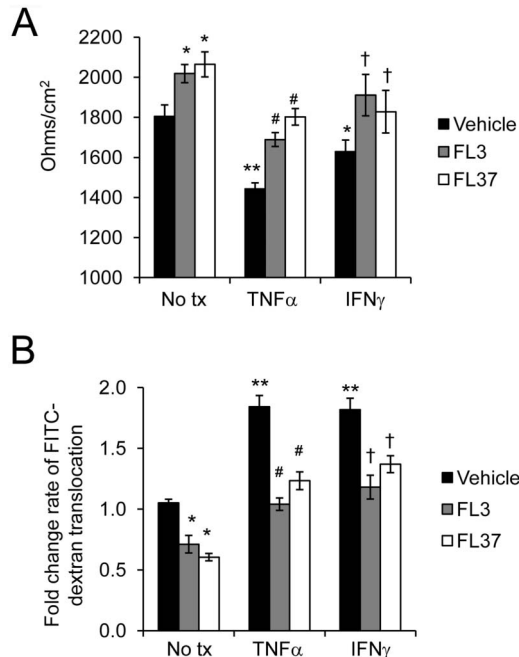 A
Ohms/cm²
2200
2000
1800
1600
1400
1200
1000
* *
**
# #
*
† †
No tx TNFα IFNγ
Vehicle
FL3
FL37
B
Fold change rate of FITC-
dextran translocation
2.0
1.5
1.0
0.5
0.0
* *
**
# #
**
† †
No tx TNFα IFNγ
Vehicle
FL3
FL37